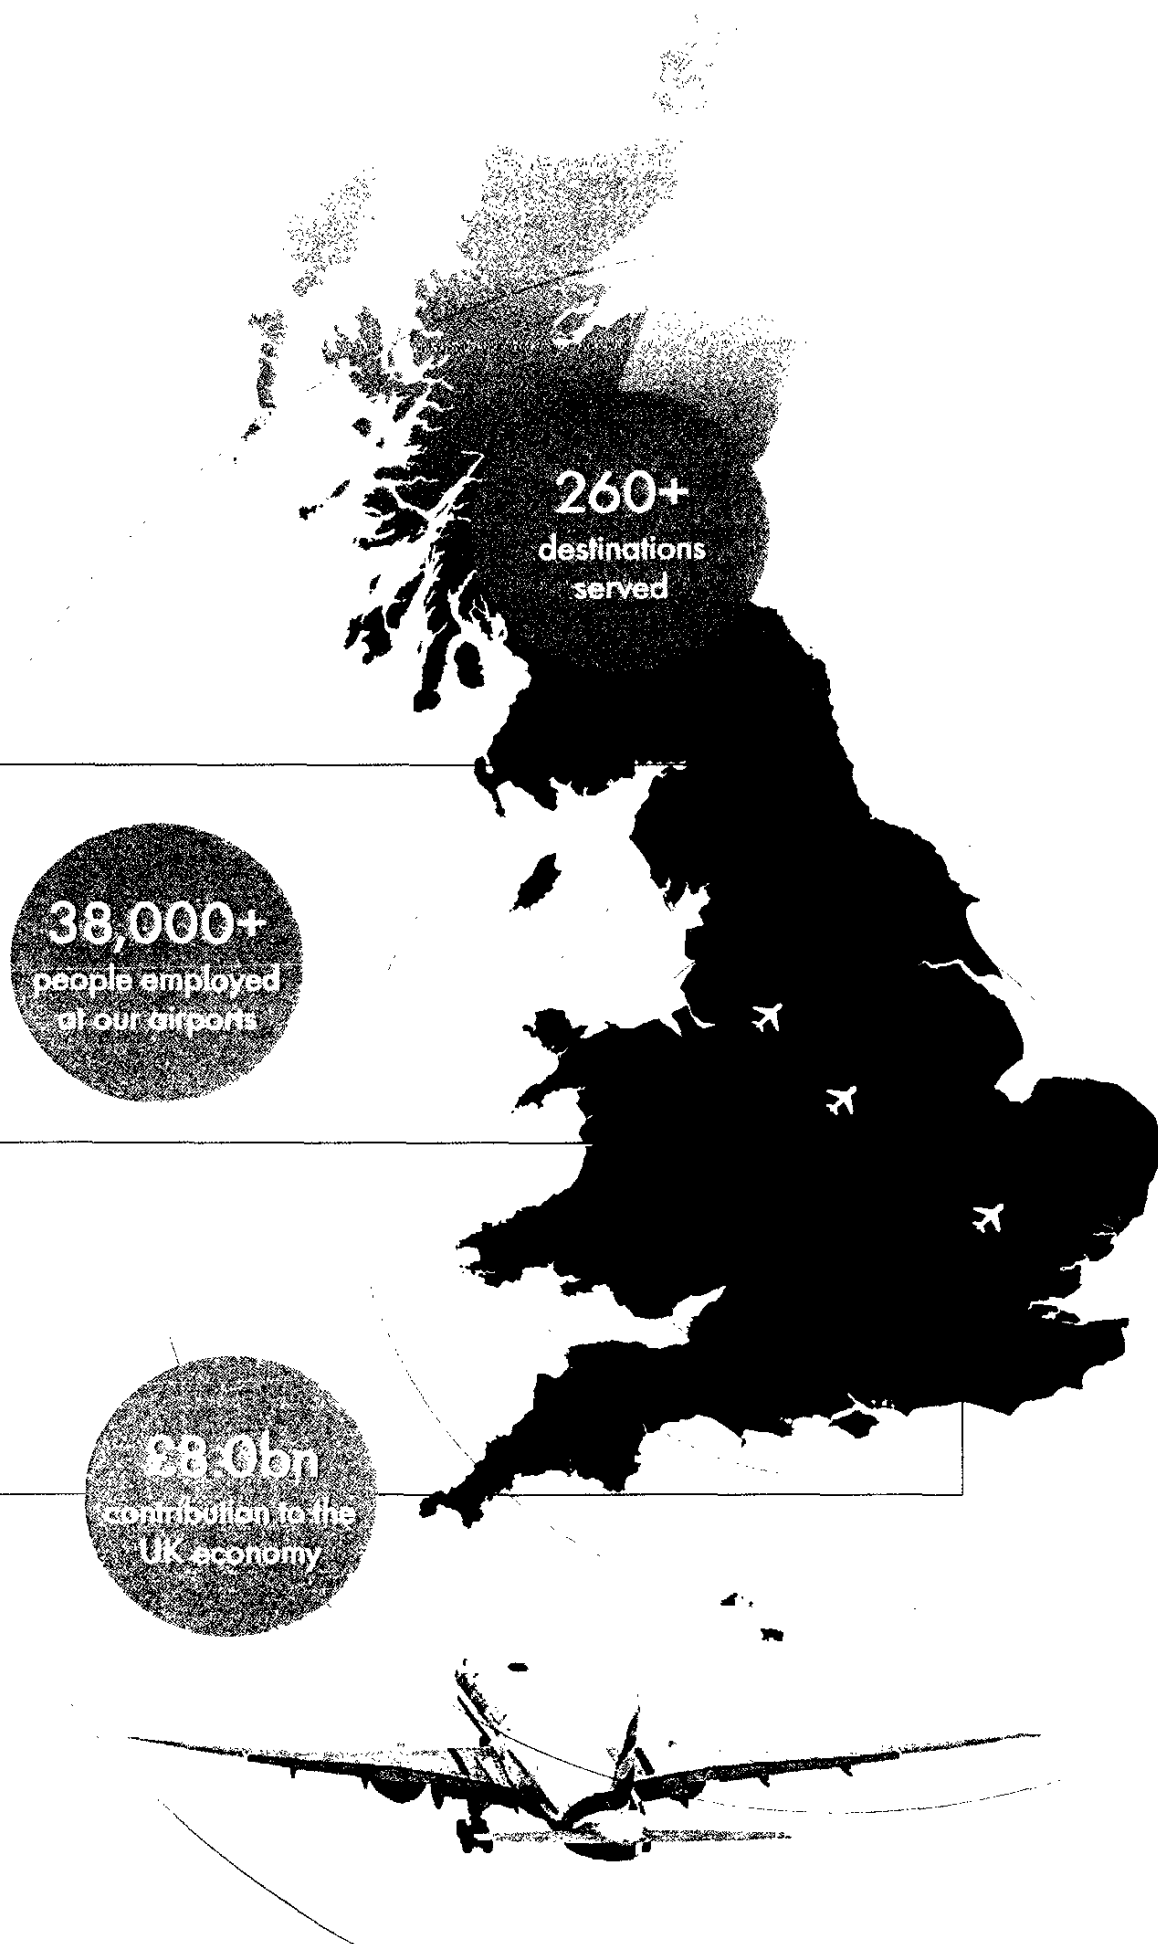 260+
destinations
served
38,000+
people employed
at our airports
£8.0bn
contribution to the
UK economy